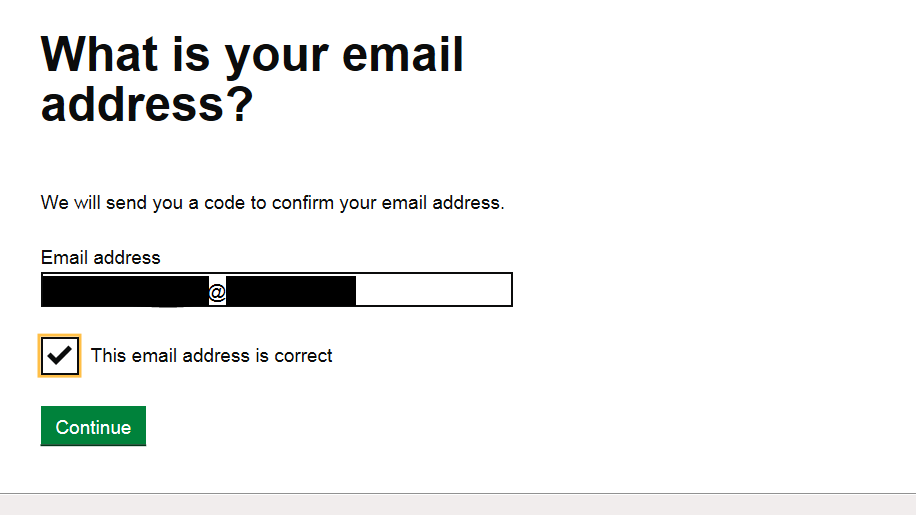 What is your email
address?
We will send you a code to confirm your email address.
Email address
@
This email address is correct
Continue